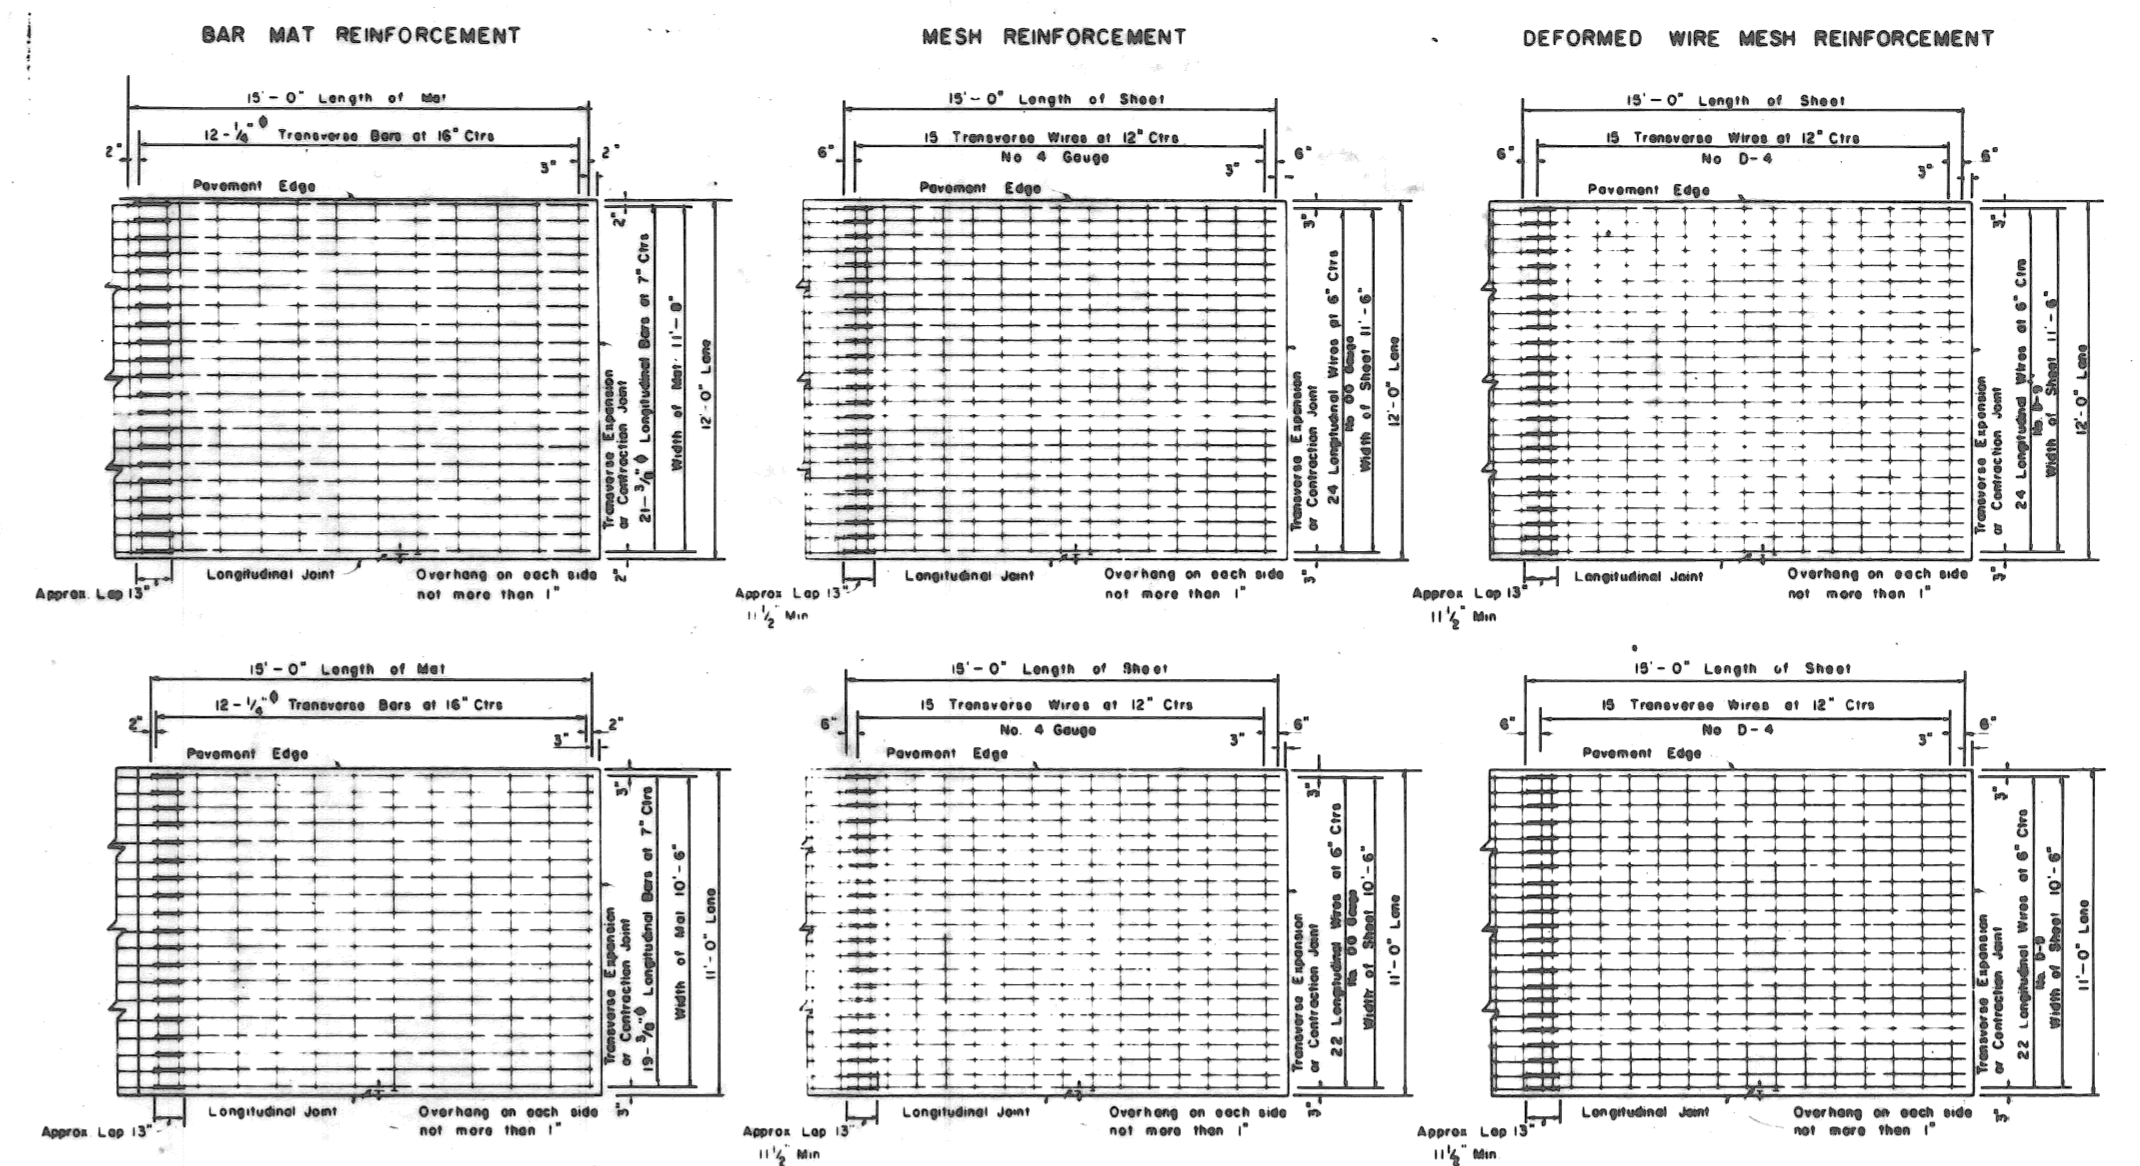 BAR MAT REINFORCEMENT
15'-0" Length of Mat
12-1/4"ϕ Transverse Bars at 16" Ctrs
2"
2"
3"
Pavement Edge
2"
21-3/8"ϕ Longitudinal Bars at 7" Ctrs
Width of Mat 11'-8"
12'-0" Lane
Transverse Expansion
or Contraction Joint
2"
Longitudinal Joint
Overhang on each side
not more than 1"
Approx. Lap 13"
MESH REINFORCEMENT
15'-0" Length of Sheet
15 Transverse Wires at 12" Ctrs
No 4 Gauge
6"
6"
3"
Pavement Edge
3"
24 Longitudinal Wires at 6" Ctrs
No. 00 Gauge
Width of Sheet 11'-6"
12'-0" Lane
Transverse Expansion
or Contraction Joint
3"
Longitudinal Joint
Overhang on each side
not more than 1"
Approx Lap 13"
11 1/2" Min
DEFORMED WIRE MESH REINFORCEMENT
15'-0" Length of Sheet
15 Transverse Wires at 12" Ctrs
No D-4
6"
6"
3"
Pavement Edge
3"
24 Longitudinal Wires at 6" Ctrs
No. D-9
Width of Sheet 11'-6"
12'-0" Lane
Transverse Expansion
or Contraction Joint
3"
Longitudinal Joint
Overhang on each side
not more than 1"
Approx Lap 13"
11 1/2" Min
15'-0" Length of Mat
12-1/4"ϕ Transverse Bars at 16" Ctrs
2"
2"
3"
Pavement Edge
3"
19-3/8"ϕ Longitudinal Bars at 7" Ctrs
Width of Mat 10'-6"
11'-0" Lane
Transverse Expansion
or Contraction Joint
3"
Longitudinal Joint
Overhang on each side
not more than 1"
Approx. Lap 13"
15'-0" Length of Sheet
15 Transverse Wires at 12" Ctrs
No. 4 Gauge
6"
6"
3"
Pavement Edge
3"
22 Longitudinal Wires at 6" Ctrs
No. 00 Gauge
Width of Sheet 10'-6"
11'-0" Lane
Transverse Expansion
or Contraction Joint
3"
Longitudinal Joint
Overhang on each side
not more than 1"
Approx Lap 13"
11 1/2" Min
15'-0" Length of Sheet
15 Transverse Wires at 12" Ctrs
No D-4
6"
6"
3"
Pavement Edge
3"
22 Longitudinal Wires at 6" Ctrs
No. D-9
Width of Sheet 10'-6"
11'-0" Lane
Transverse Expansion
or Contraction Joint
3"
Longitudinal Joint
Overhang on each side
not more than 1"
Approx Lap 13"
11 1/2" Min